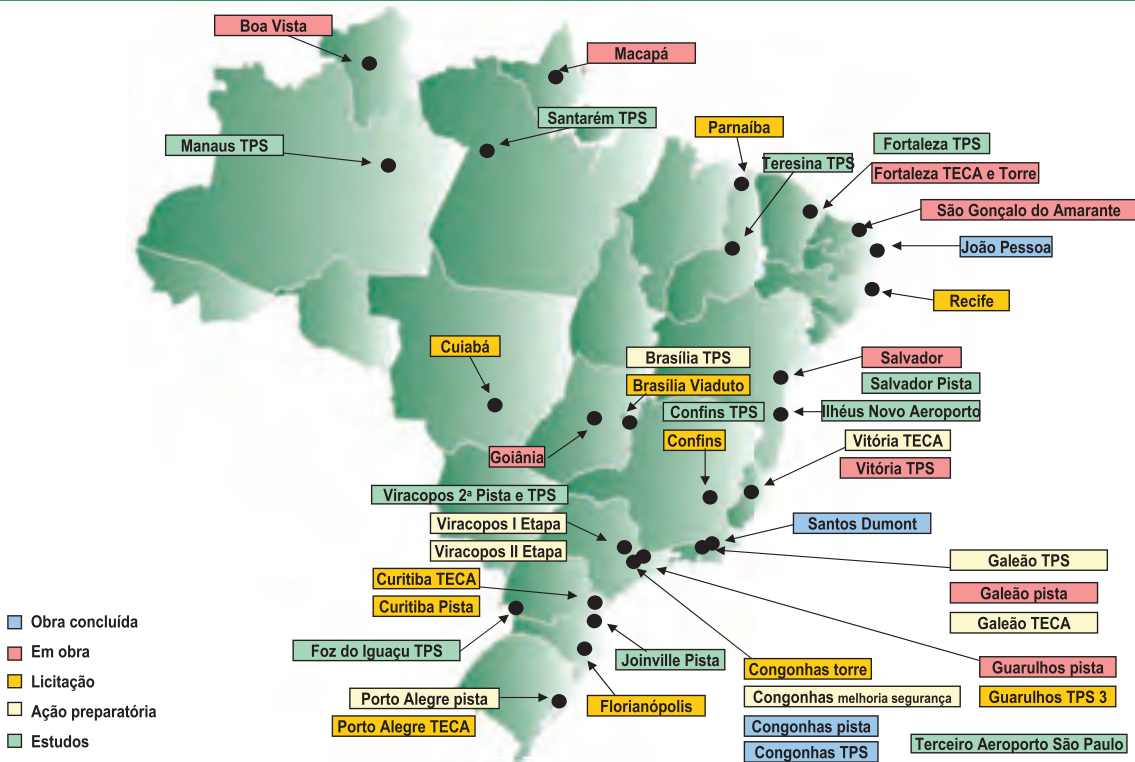 Boa Vista
Macapá
Santarém TPS
Manaus TPS
Parnaíba
Teresina TPS
Fortaleza TPS
Fortaleza TECA e Torre
São Gonçalo do Amarante
João Pessoa
Recife
Cuiabá
Brasília TPS
Brasília Viaduto
Salvador
Salvador Pista
Confins TPS
Ilhéus Novo Aeroporto
Confins
Goiânia
Vitória TECA
Vitória TPS
Viracopos 2ª Pista e TPS
Viracopos I Etapa
Viracopos II Etapa
Santos Dumont
Galeão TPS
Galeão pista
Galeão TECA
Curitiba TECA
Curitiba Pista
Foz do Iguaçu TPS
Joinville Pista
Congonhas torre
Congonhas melhoria segurança
Congonhas pista
Congonhas TPS
Guarulhos pista
Guarulhos TPS 3
Terceiro Aeroporto São Paulo
Porto Alegre pista
Porto Alegre TECA
Florianópolis
Obra concluída
Em obra
Licitação
Ação preparatória
Estudos